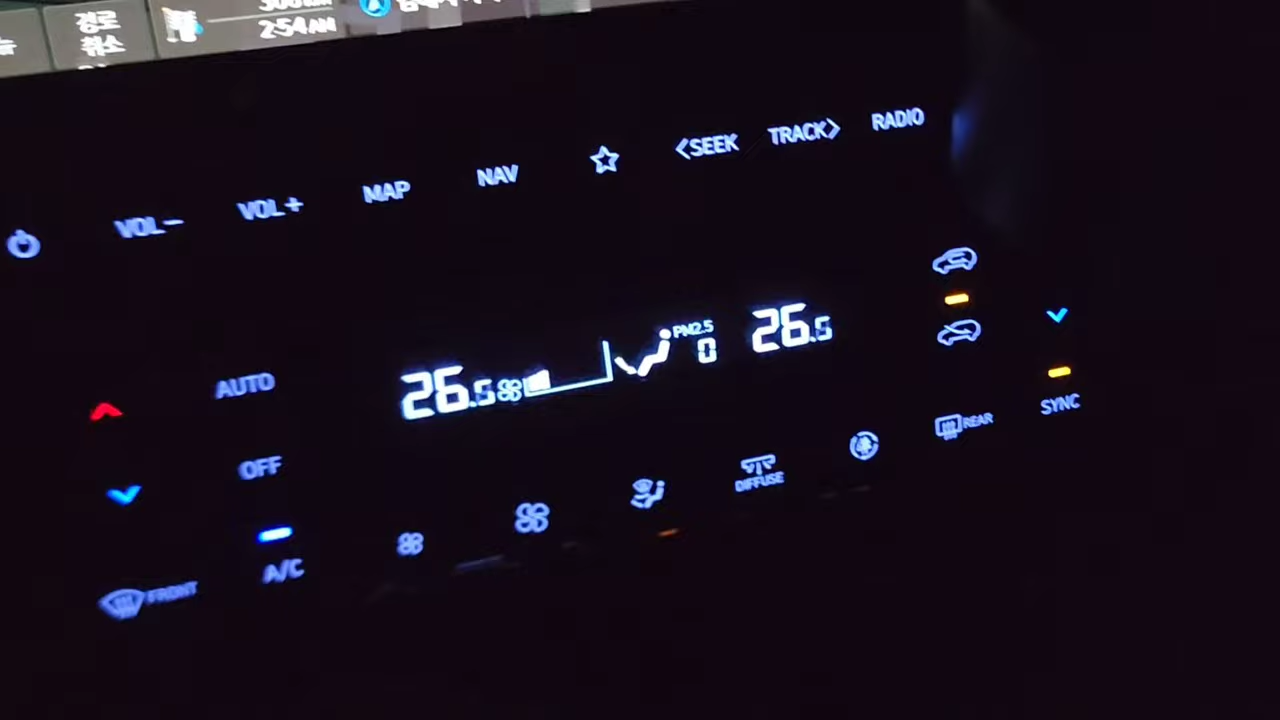 경로
취소
2:54AM
VOL−
VOL+
MAP
NAV
<SEEK
TRACK>
RADIO
AUTO
26.5
PM2.5
0
26.5
OFF
DIFFUSE
REAR
SYNC
A/C
FRONT